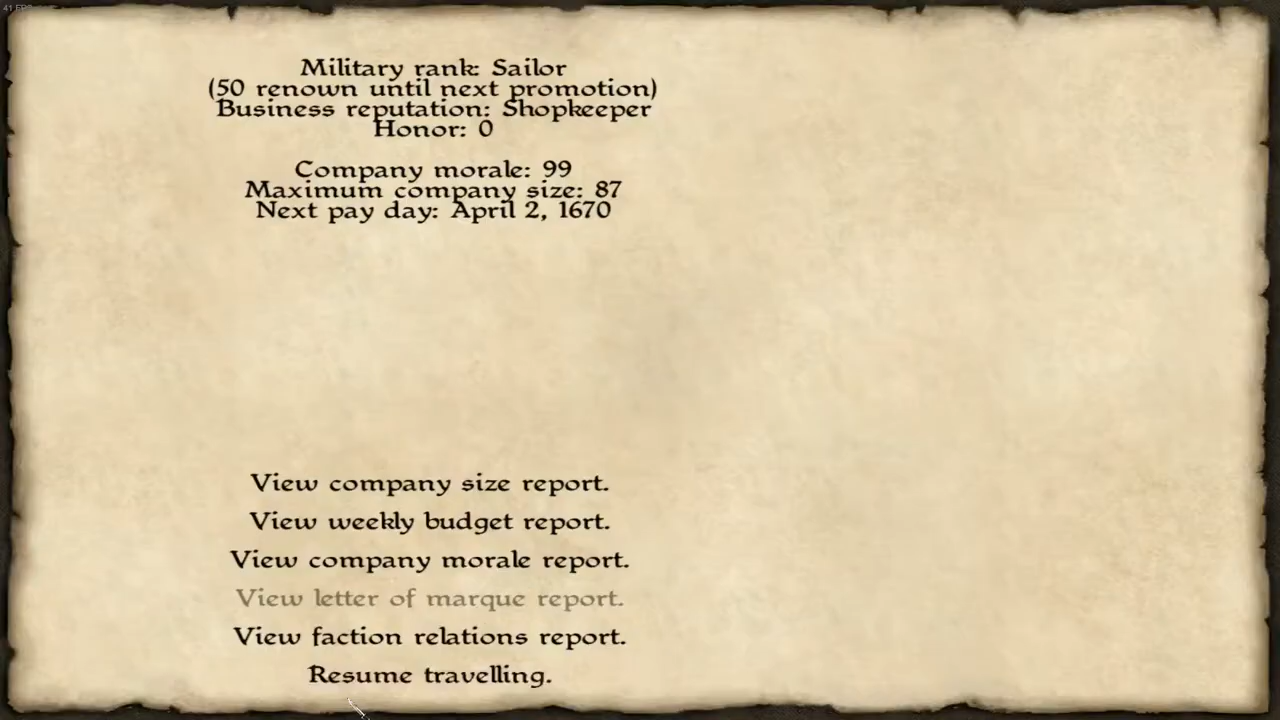 41 FPS
Military rank: Sailor
(50 renown until next promotion)
Business reputation: Shopkeeper
Honor: 0
Company morale: 99
Maximum company size: 87
Next pay day: April 2, 1670
View company size report.
View weekly budget report.
View company morale report.
View letter of marque report.
View faction relations report.
Resume travelling.